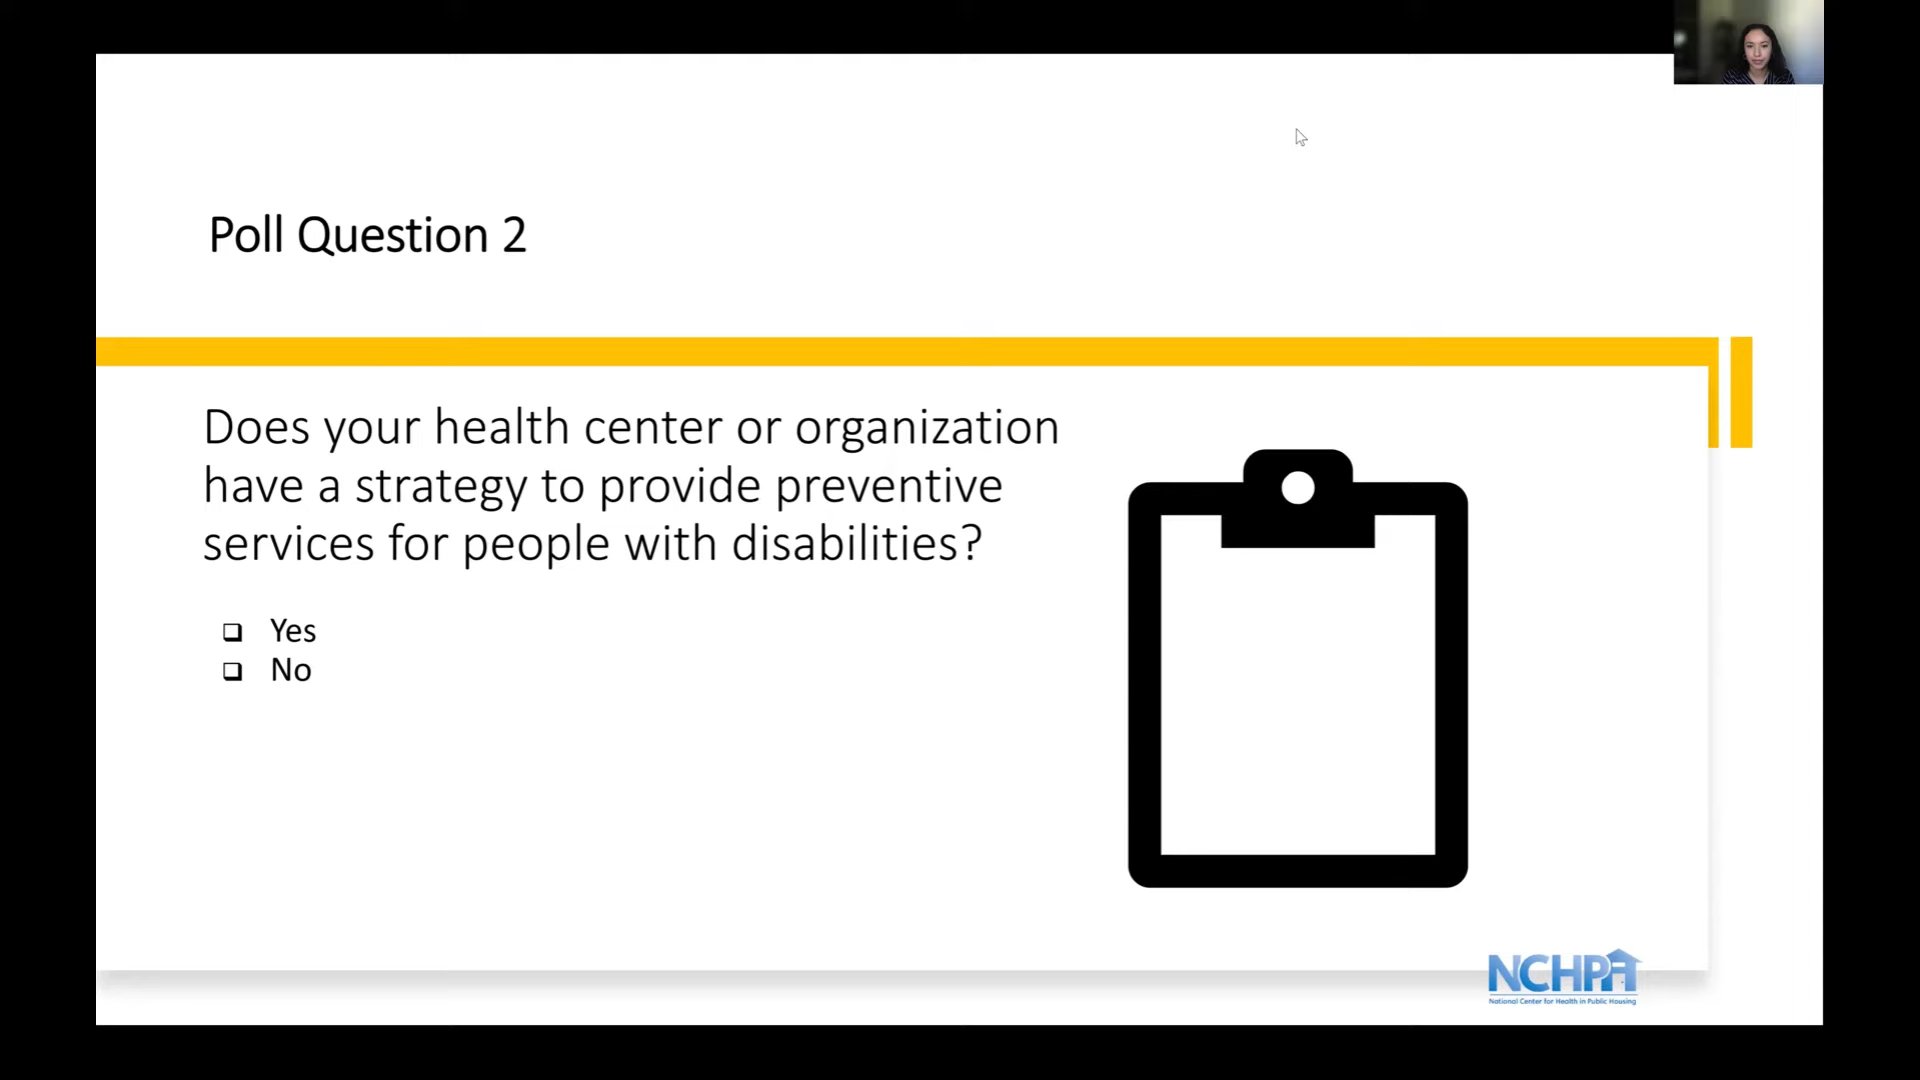 Poll Question 2
Does your health center or organization
have a strategy to provide preventive
services for people with disabilities?
Yes
No
NCHPH
National Center for Health in Public Housing